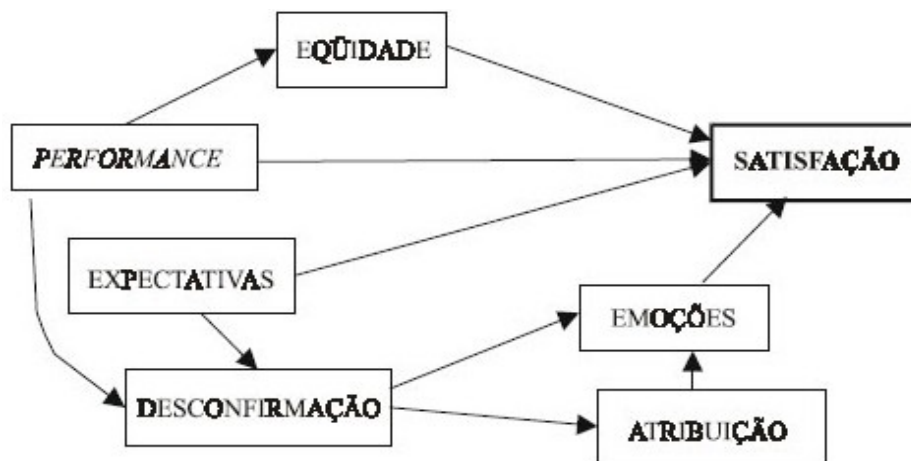 EQÜIDADE
PERFORMANCE
SATISFAÇÃO
EXPECTATIVAS
EMOÇÕES
DESCONFIRMAÇÃO
ATRIBUIÇÃO